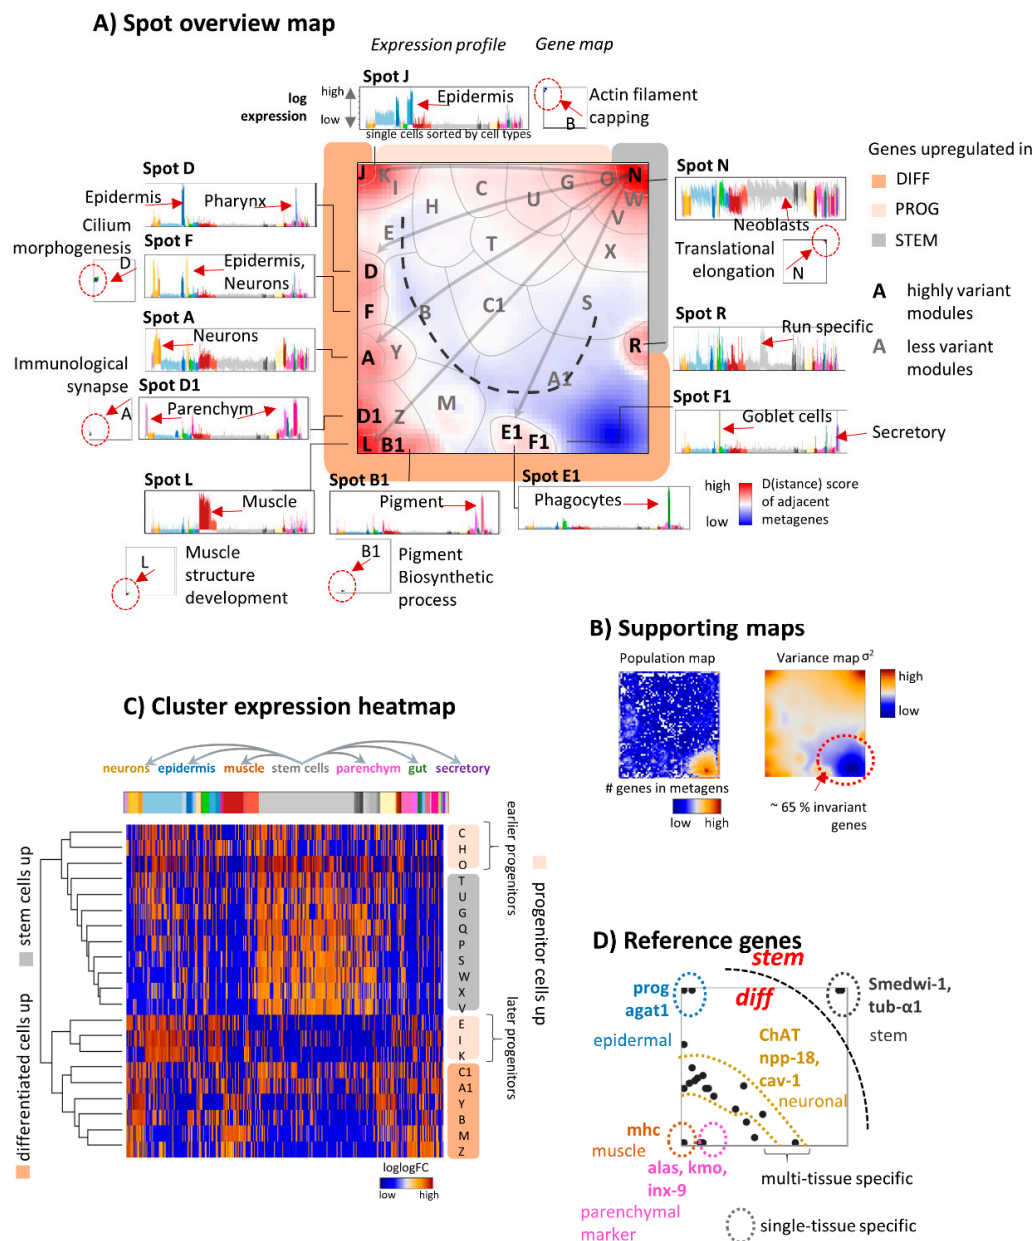 A) Spot overview map
Expression profile
Gene map
Spot J
log
expression
high
low
Epidermis
single cells sorted by cell types
B
Actin filament
capping
Spot D
Epidermis
Pharynx
Cilium
morphogenesis
D
Spot F
Epidermis,
Neurons
Spot A
Neurons
Immunological
synapse
A
Spot D1
Parenchym
Spot L
Muscle
L
Muscle
structure
development
Spot B1
Pigment
B1
Pigment
Biosynthetic
process
Spot E1
Phagocytes
J
K
I
H
C
U
G
O
N
W
V
X
E
T
D
F
B
C1
S
R
A
Y
A1
M
D1
Z
L
B1
E1
F1
Spot N
Neoblasts
Translational
elongation
N
Spot R
Run specific
Spot F1
Goblet cells
Secretory
high
low
D(istance) score
of adjacent
metagenes
Genes upregulated in
DIFF
PROG
STEM
A
highly variant
modules
A
less variant
modules
B) Supporting maps
Population map
# genes in metagens
low
high
Variance map σ2
high
low
~ 65 % invariant
genes
C) Cluster expression heatmap
neurons epidermis muscle stem cells parenchym gut secretory
C
H
O
T
U
G
Q
P
S
W
X
V
E
I
K
C1
A1
Y
B
M
Z
stem cells up
differentiated cells up
earlier progenitors
later progenitors
progenitor cells up
loglogFC
low
high
D) Reference genes
stem
diff
prog
agat1
epidermal
Smedwi-1,
tub-α1
stem
ChAT
npp-18,
cav-1
neuronal
mhc
muscle
alas, kmo,
inx-9
parenchymal
marker
multi-tissue specific
single-tissue specific